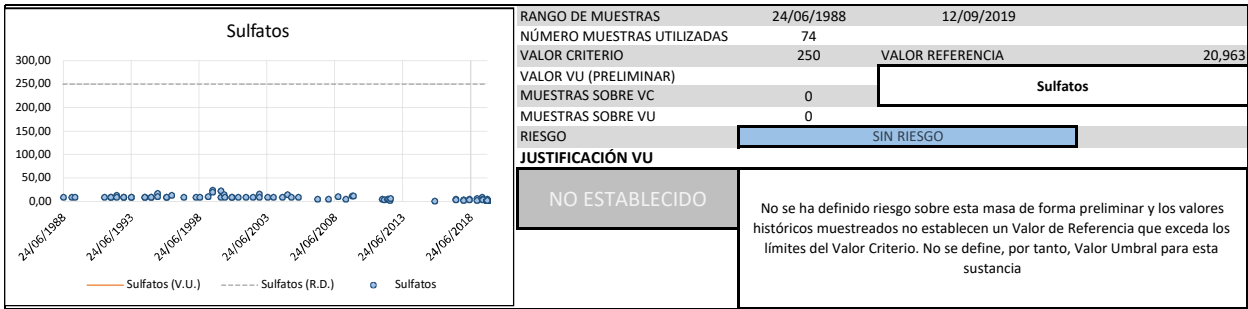 Sulfatos
300,00
250,00
200,00
150,00
100,00
50,00
0,00
24/06/1988
24/06/1993
24/06/1998
24/06/2003
24/06/2008
24/06/2013
24/06/2018
Sulfatos (V.U.) Sulfatos (R.D.) Sulfatos
RANGO DE MUESTRAS 24/06/1988 12/09/2019
NÚMERO MUESTRAS UTILIZADAS 74
VALOR CRITERIO 250 VALOR REFERENCIA 20,963
VALOR VU (PRELIMINAR)
Sulfatos
MUESTRAS SOBRE VC 0
MUESTRAS SOBRE VU 0
RIESGO SIN RIESGO
JUSTIFICACIÓN VU
NO ESTABLECIDO
No se ha definido riesgo sobre esta masa de forma preliminar y los valores
históricos muestreados no establecen un Valor de Referencia que exceda los
límites del Valor Criterio. No se define, por tanto, Valor Umbral para esta
sustancia